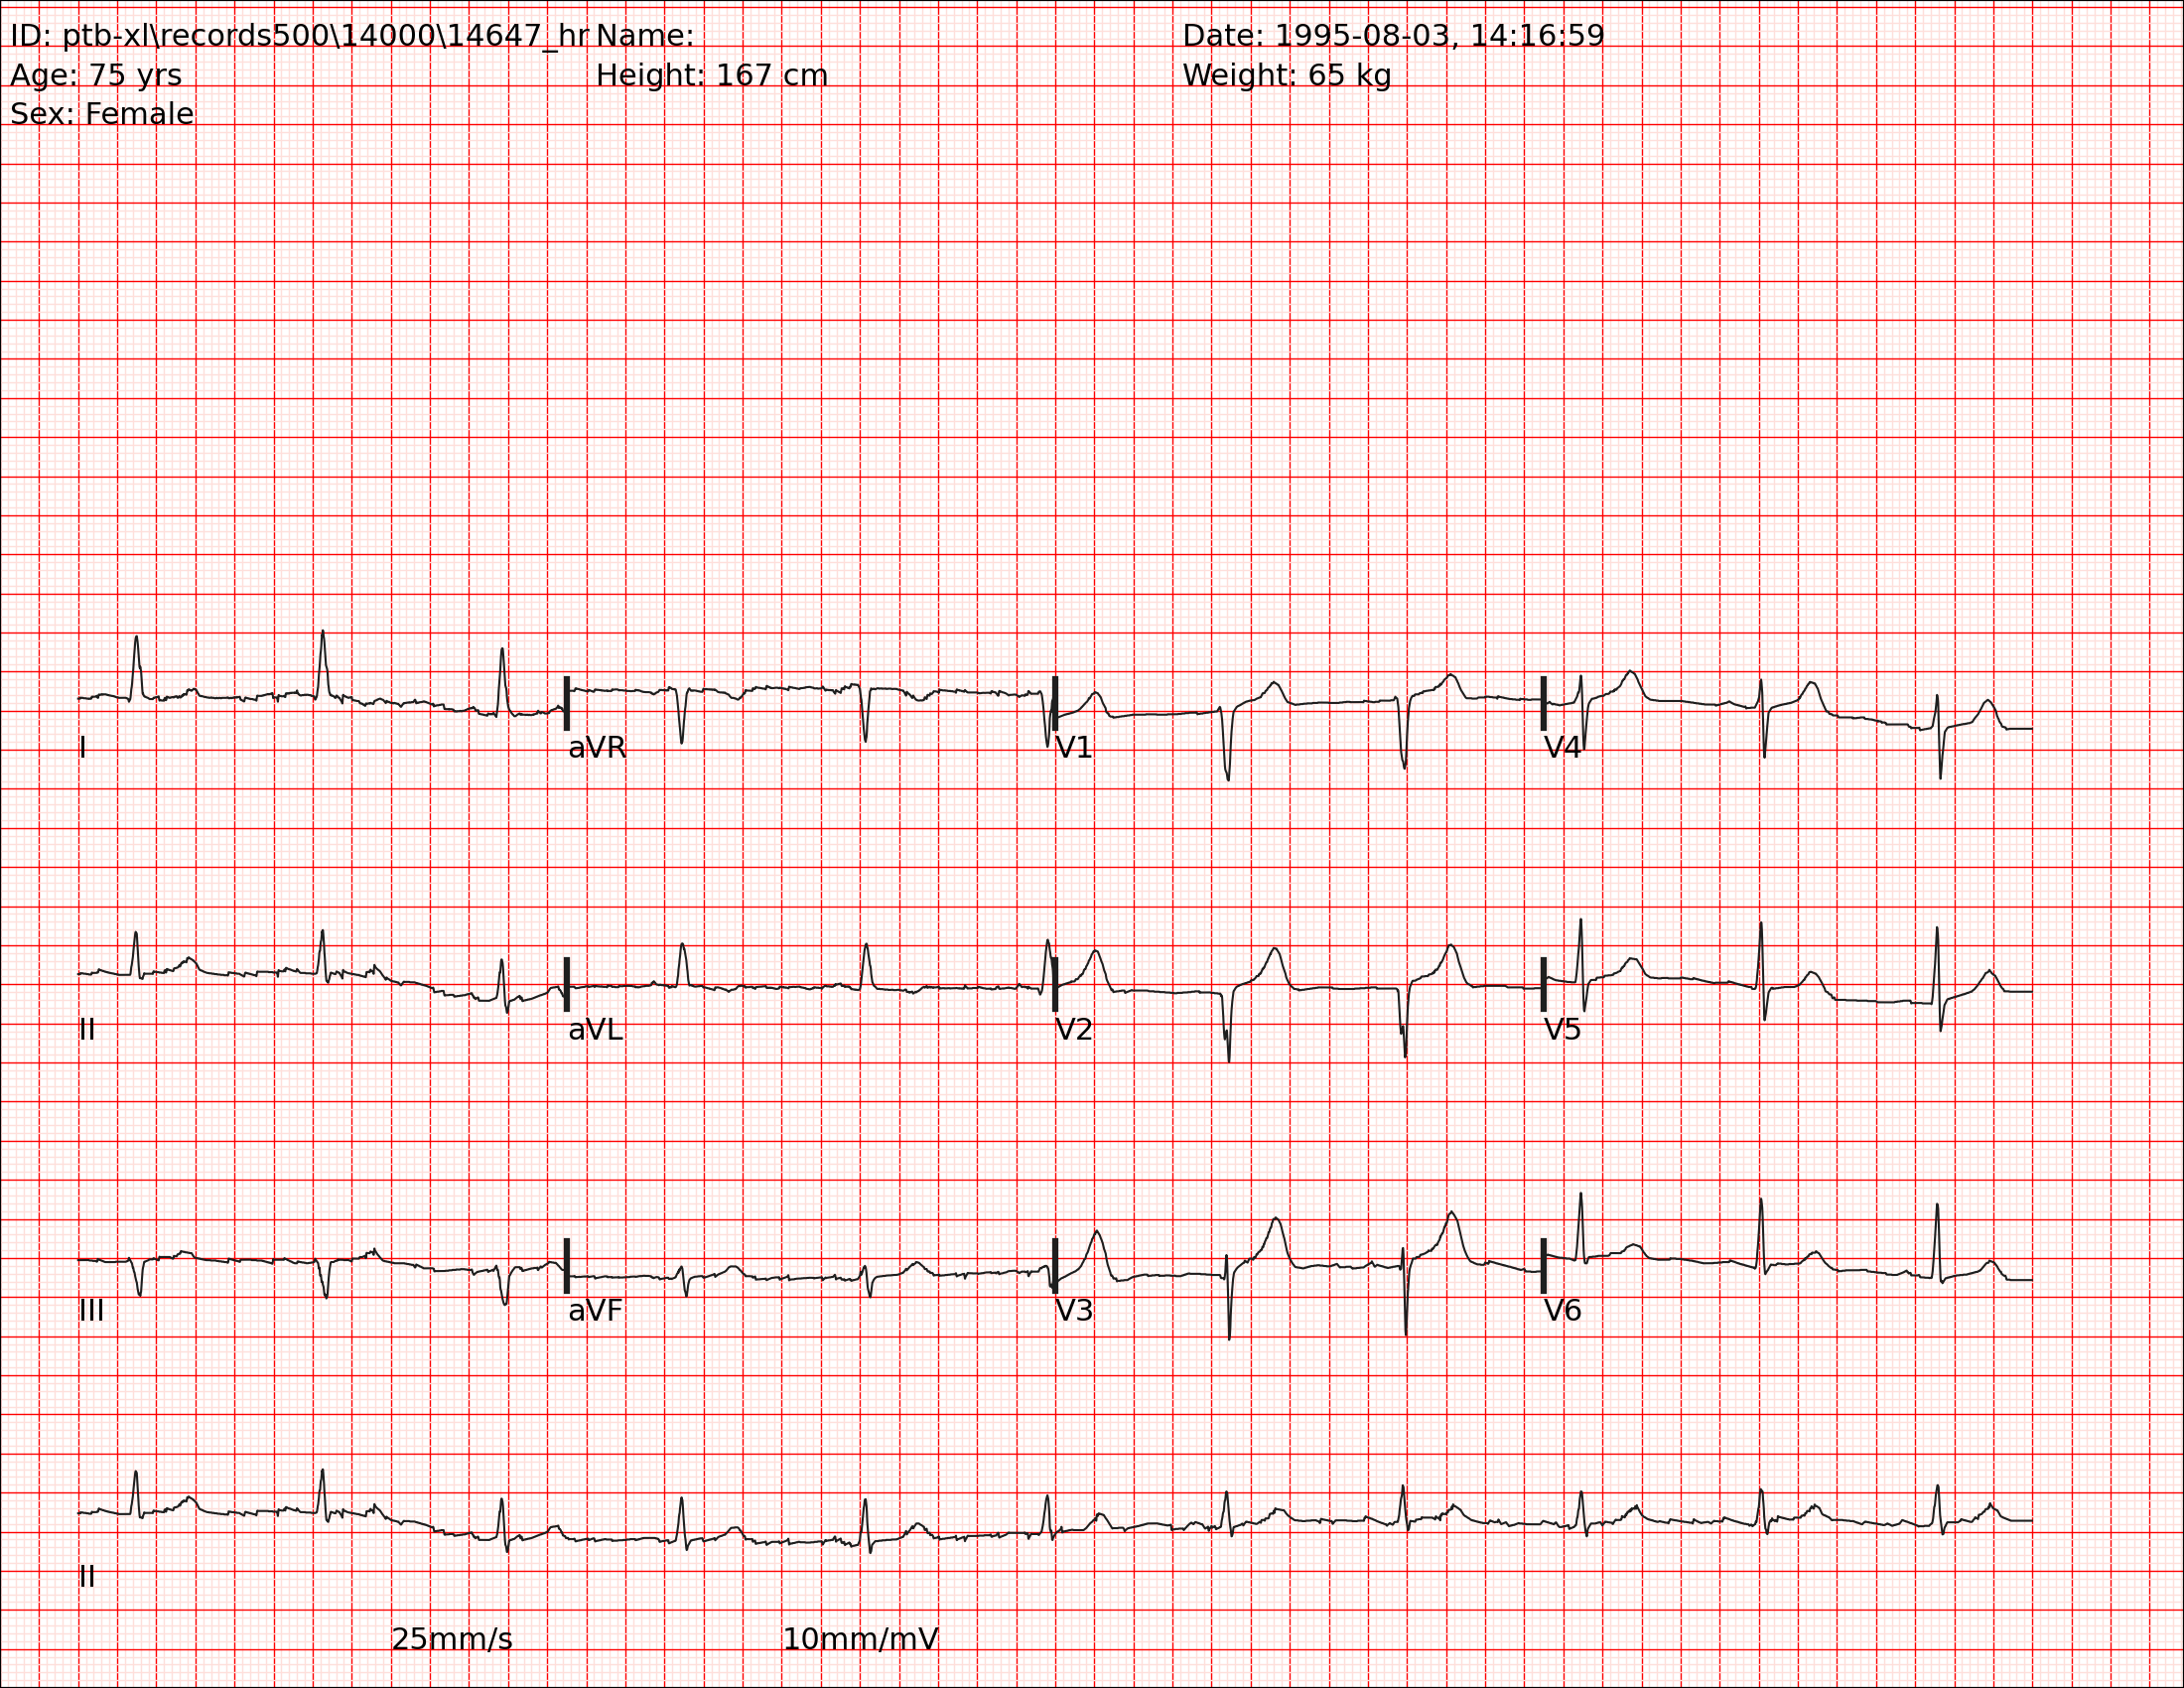 ID: ptb-xl\records500\14000\14647_hr Name: Date: 1995-08-03, 14:16:59
Age: 75 yrs Height: 167 cm Weight: 65 kg
Sex: Female
I aVR V1 V4
II aVL V2 V5
III aVF V3 V6
II
25mm/s 10mm/mV